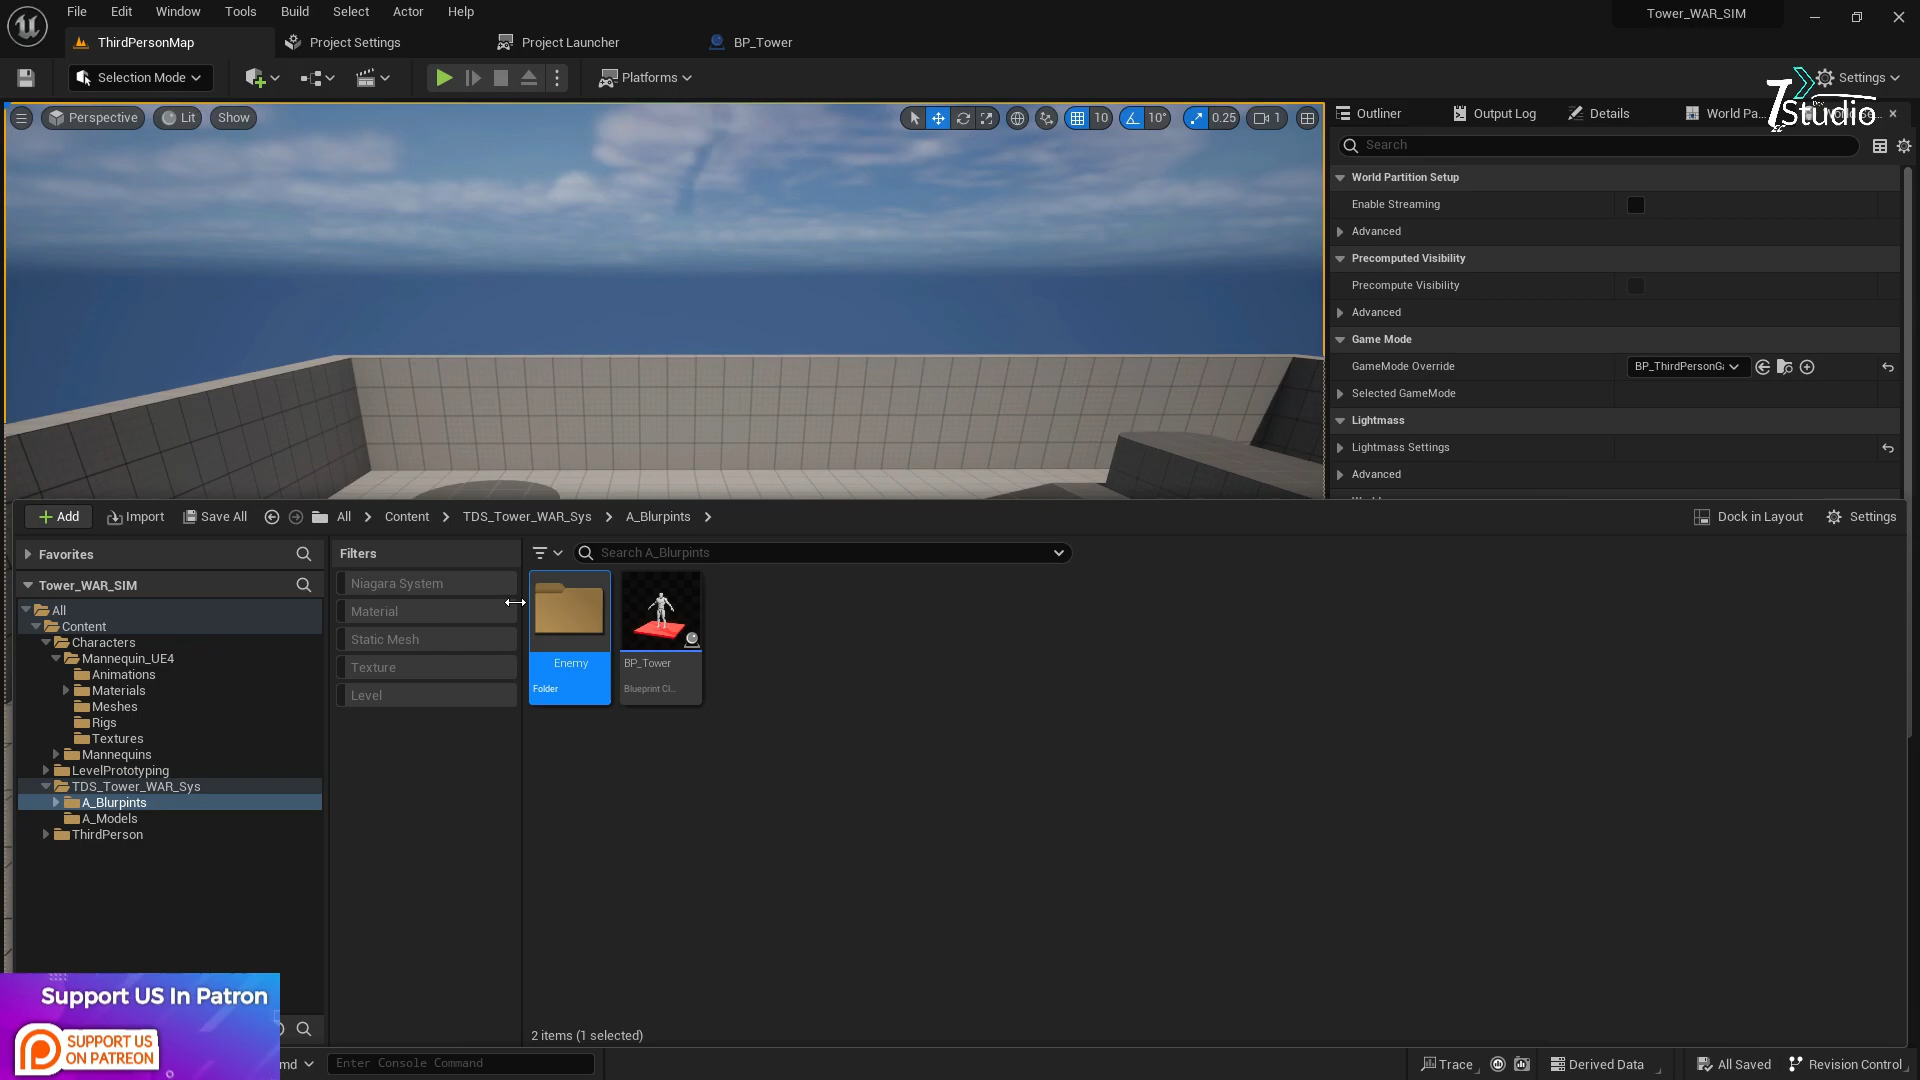 File Edit Window Tools Build Select Actor Help
Tower_WAR_SIM
ThirdPersonMap Project Settings Project Launcher BP_Tower
Selection Mode Platforms Settings
7Studio
Perspective Lit Show 10 10° 0.25 1
Outliner Output Log Details World Pa...
Search
World Partition Setup
Enable Streaming
Advanced
Precomputed Visibility
Precompute Visibility
Advanced
Game Mode
GameMode Override BP_ThirdPersonGa
Selected GameMode
Lightmass
Lightmass Settings
Advanced
+ Add Import Save All All > Content > TDS_Tower_WAR_Sys > A_Blurpints > Dock in Layout Settings
Favorites
Filters
Search A_Blurpints
Tower_WAR_SIM
Niagara System
Material
Static Mesh
Texture
Level
All
Content
Characters
Mannequin_UE4
Animations
Materials
Meshes
Rigs
Textures
Mannequins
LevelPrototyping
TDS_Tower_WAR_Sys
A_Blurpints
A_Models
ThirdPerson
Enemy
Folder
BP_Tower
Blueprint Cl...
Support US In Patron
SUPPORT US
ON PATREON
2 items (1 selected)
md Enter Console Command Trace Derived Data All Saved Revision Control